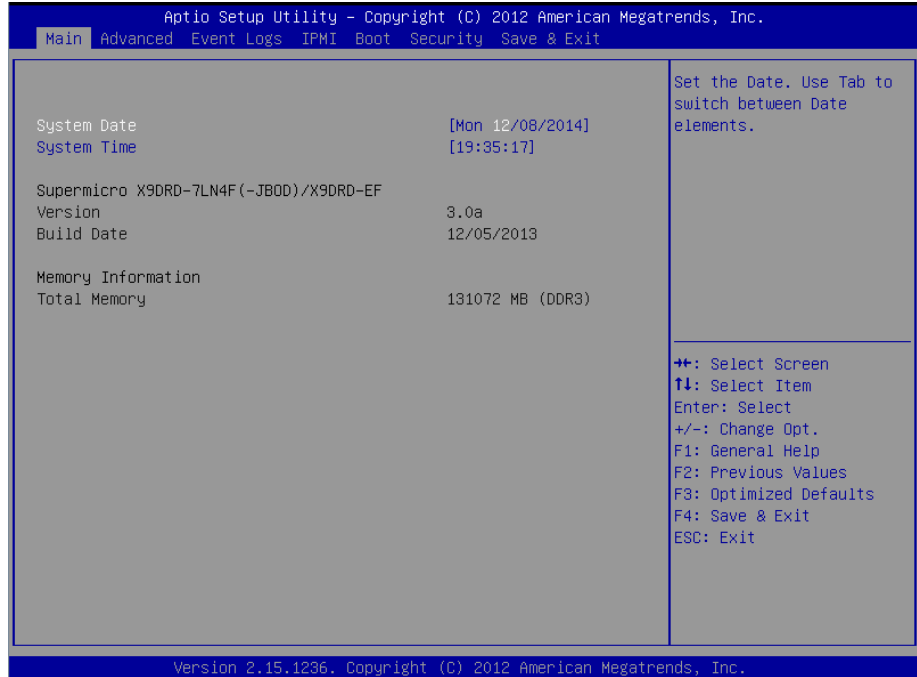 Aptio Setup Utility – Copyright (C) 2012 American Megatrends, Inc.
Main Advanced Event Logs IPMI Boot Security Save & Exit
System Date [Mon 12/08/2014]
System Time [19:35:17]
Supermicro X9DRD-7LN4F(-JBOD)/X9DRD-EF
Version 3.0a
Build Date 12/05/2013
Memory Information
Total Memory 131072 MB (DDR3)
Set the Date. Use Tab to
switch between Date
elements.
→←: Select Screen
↑↓: Select Item
Enter: Select
+/-: Change Opt.
F1: General Help
F2: Previous Values
F3: Optimized Defaults
F4: Save & Exit
ESC: Exit
Version 2.15.1236. Copyright (C) 2012 American Megatrends, Inc.